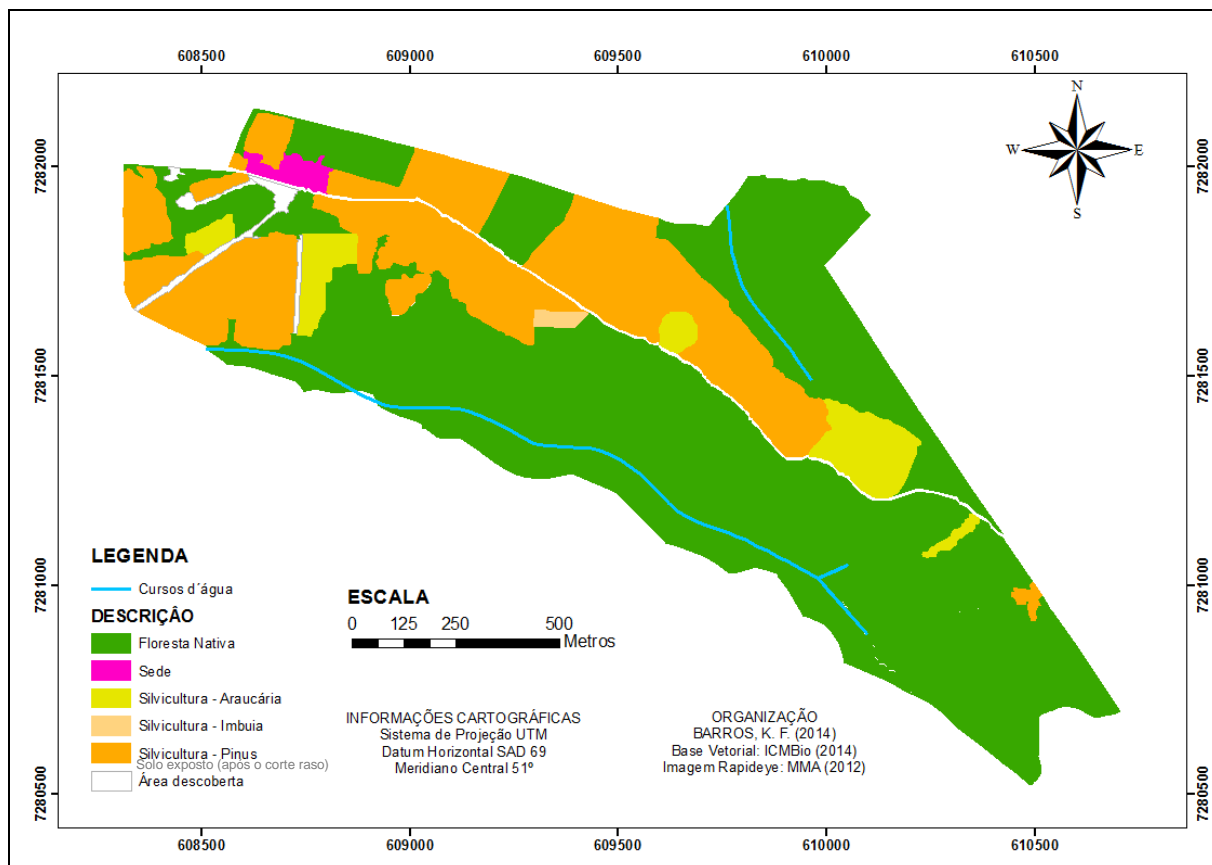 608500 609000 609500 610000 610500
N
W E
S
7282000 7282000
7281500 7281500
7281000 7281000
7280500 7280500
LEGENDA
Cursos d´água
DESCRIÇÂO
Floresta Nativa
Sede
Silvicultura - Araucária
Silvicultura - Imbuia
Silvicultura - Pinus
Solo exposto (após o corte raso)
Área descoberta
ESCALA
0 125 250 500
Metros
INFORMAÇÕES CARTOGRÁFICAS
Sistema de Projeção UTM
Datum Horizontal SAD 69
Meridiano Central 51º
ORGANIZAÇÃO
BARROS, K. F. (2014)
Base Vetorial: ICMBio (2014)
Imagem Rapideye: MMA (2012)
608500 609000 609500 610000 610500